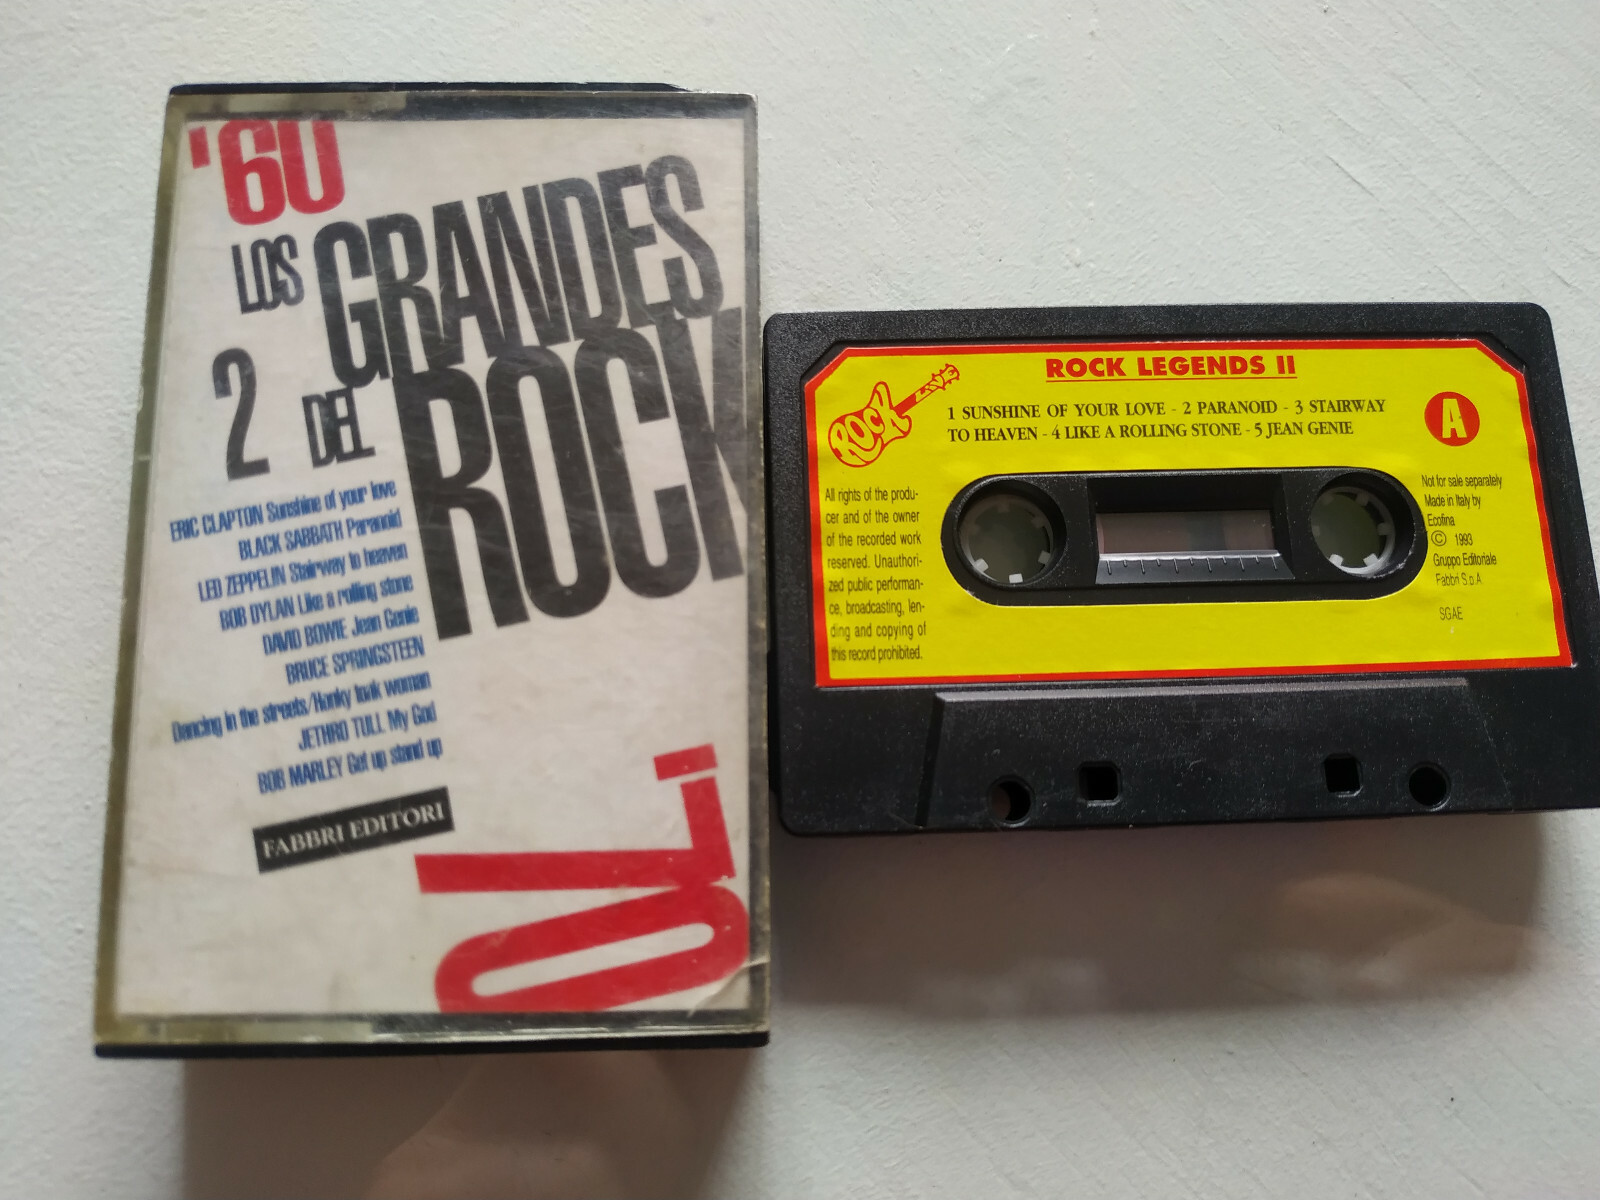 '60
LOS GRANDES
2 DEL ROCK
ERIC CLAPTON Sunshine of your love
BLACK SABBATH Paranoid
LED ZEPPELIN Stairway to heaven
BOB DYLAN Like a rolling stone
DAVID BOWIE Jean Genie
BRUCE SPRINGSTEEN
Dancing in the streets/Honky tonk woman
JETHRO TULL My God
BOB MARLEY Get up stand up
FABBRI EDITORI
OL.
ROCK LEGENDS II
ROCK LIVE
1 SUNSHINE OF YOUR LOVE - 2 PARANOID - 3 STAIRWAY
TO HEAVEN - 4 LIKE A ROLLING STONE - 5 JEAN GENIE
A
All rights of the produ-
cer and of the owner
of the recorded work
reserved. Unauthori-
zed public performan-
ce, broadcasting, len-
ding and copying of
this record prohibited.
Not for sale separately
Made in Italy by
Ecofina
© 1993
Gruppo Editoriale
Fabbri S.p.A
SGAE